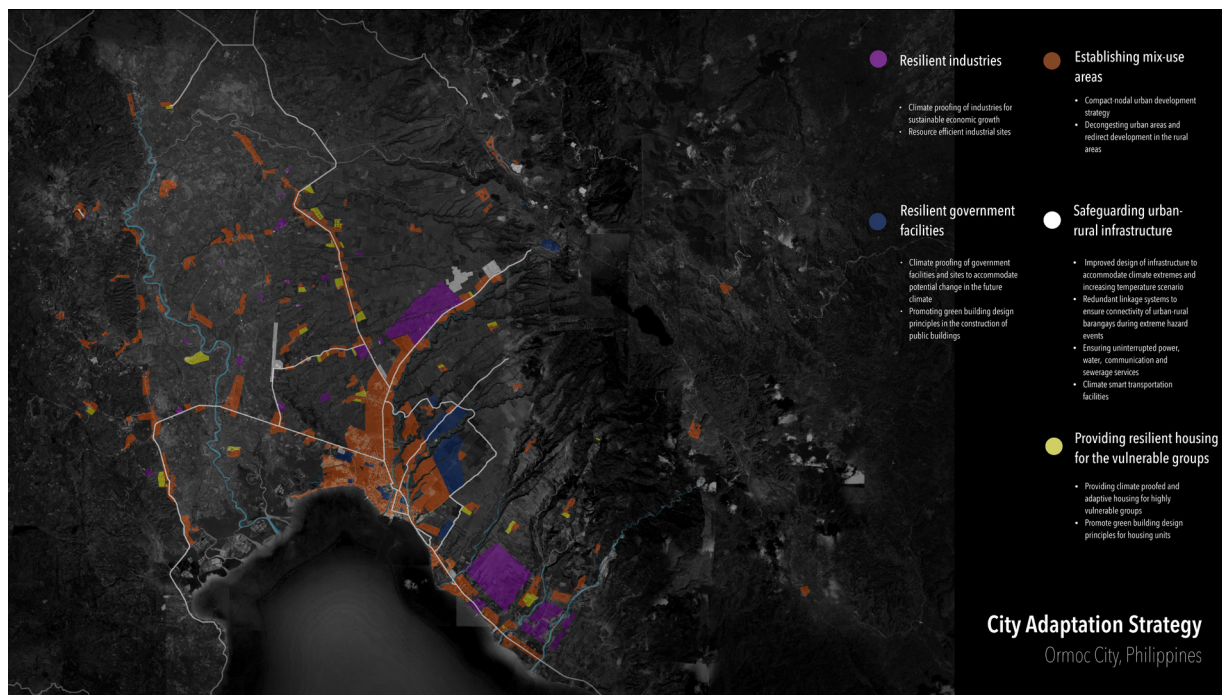 Resilient industries
• Climate proofing of industries for
sustainable economic growth
• Resource efficient industrial sites
Establishing mix-use
areas
• Compact-nodal urban development
strategy
• Decongesting urban areas and
redirect development in the rural
areas
Resilient government
facilities
• Climate proofing of government
facilities and sites to accommodate
potential change in the future
climate
• Promoting green building design
principles in the construction of
public buildings
Safeguarding urban-
rural infrastructure
• Improved design of infrastructure to
accommodate climate extremes and
increasing temperature scenario
• Redundant linkage systems to
ensure connectivity of urban-rural
barangays during extreme hazard
events
• Ensuring uninterrupted power,
water, communication and
sewerage services
• Climate smart transportation
facilities
Providing resilient housing
for the vulnerable groups
• Providing climate proofed and
adaptive housing for highly
vulnerable groups
• Promote green building design
principles for housing units
City Adaptation Strategy
Ormoc City, Philippines